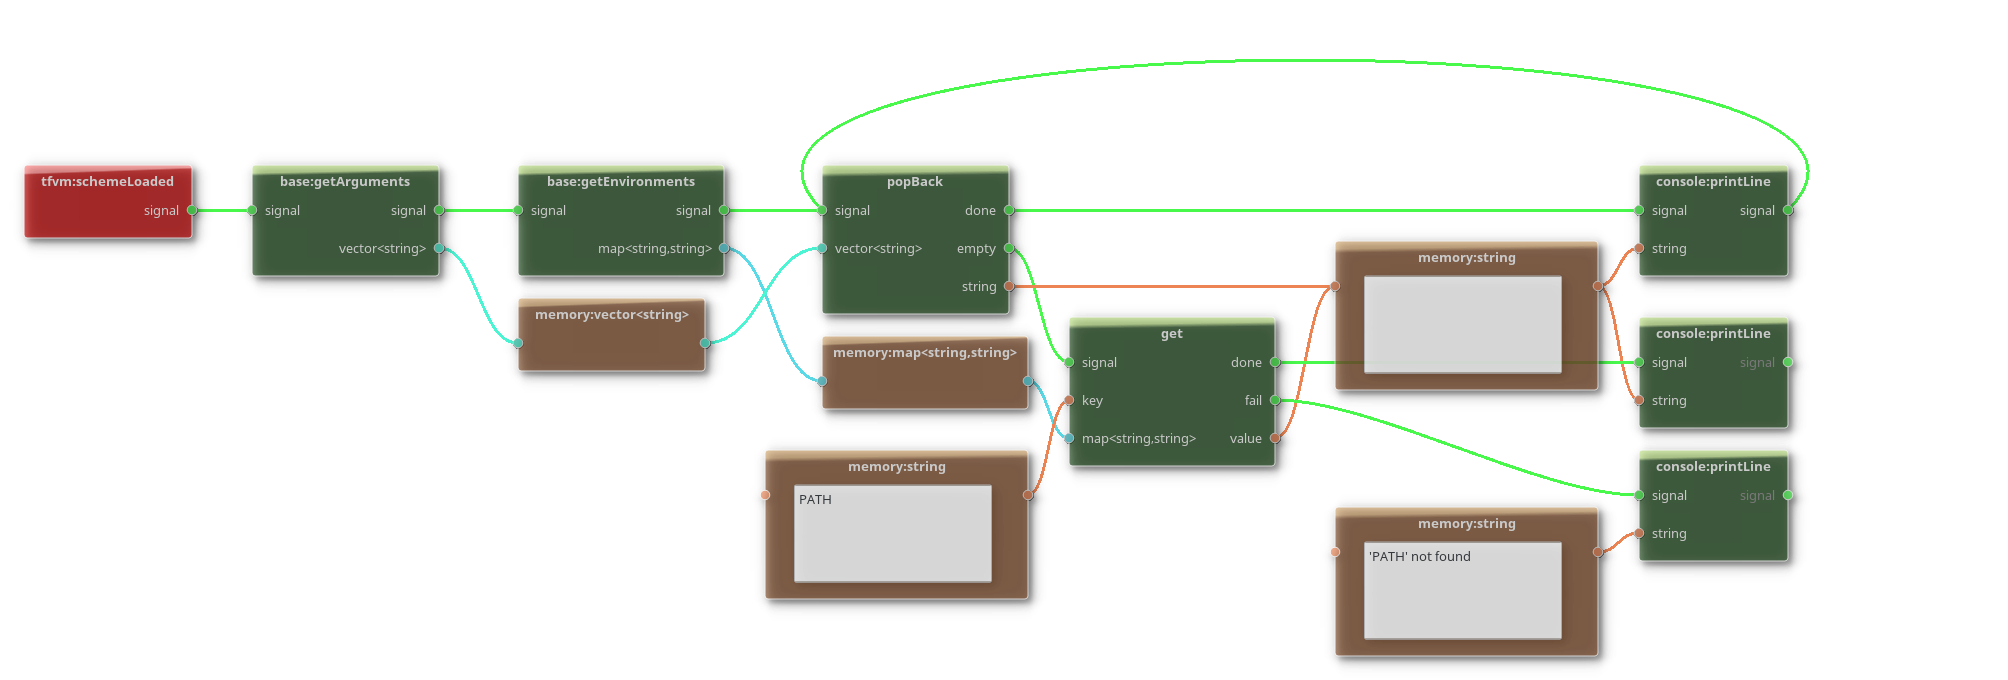 tfvm:schemeLoaded
signal
base:getArguments
signal signal
vector<string>
base:getEnvironments
signal signal
map<string,string>
memory:vector<string>
popBack
signal done
vector<string> empty
string
memory:map<string,string>
memory:string
PATH
get
signal done
key fail
map<string,string> value
memory:string
memory:string
'PATH' not found
console:printLine
signal signal
string
console:printLine
signal signal
string
console:printLine
signal signal
string